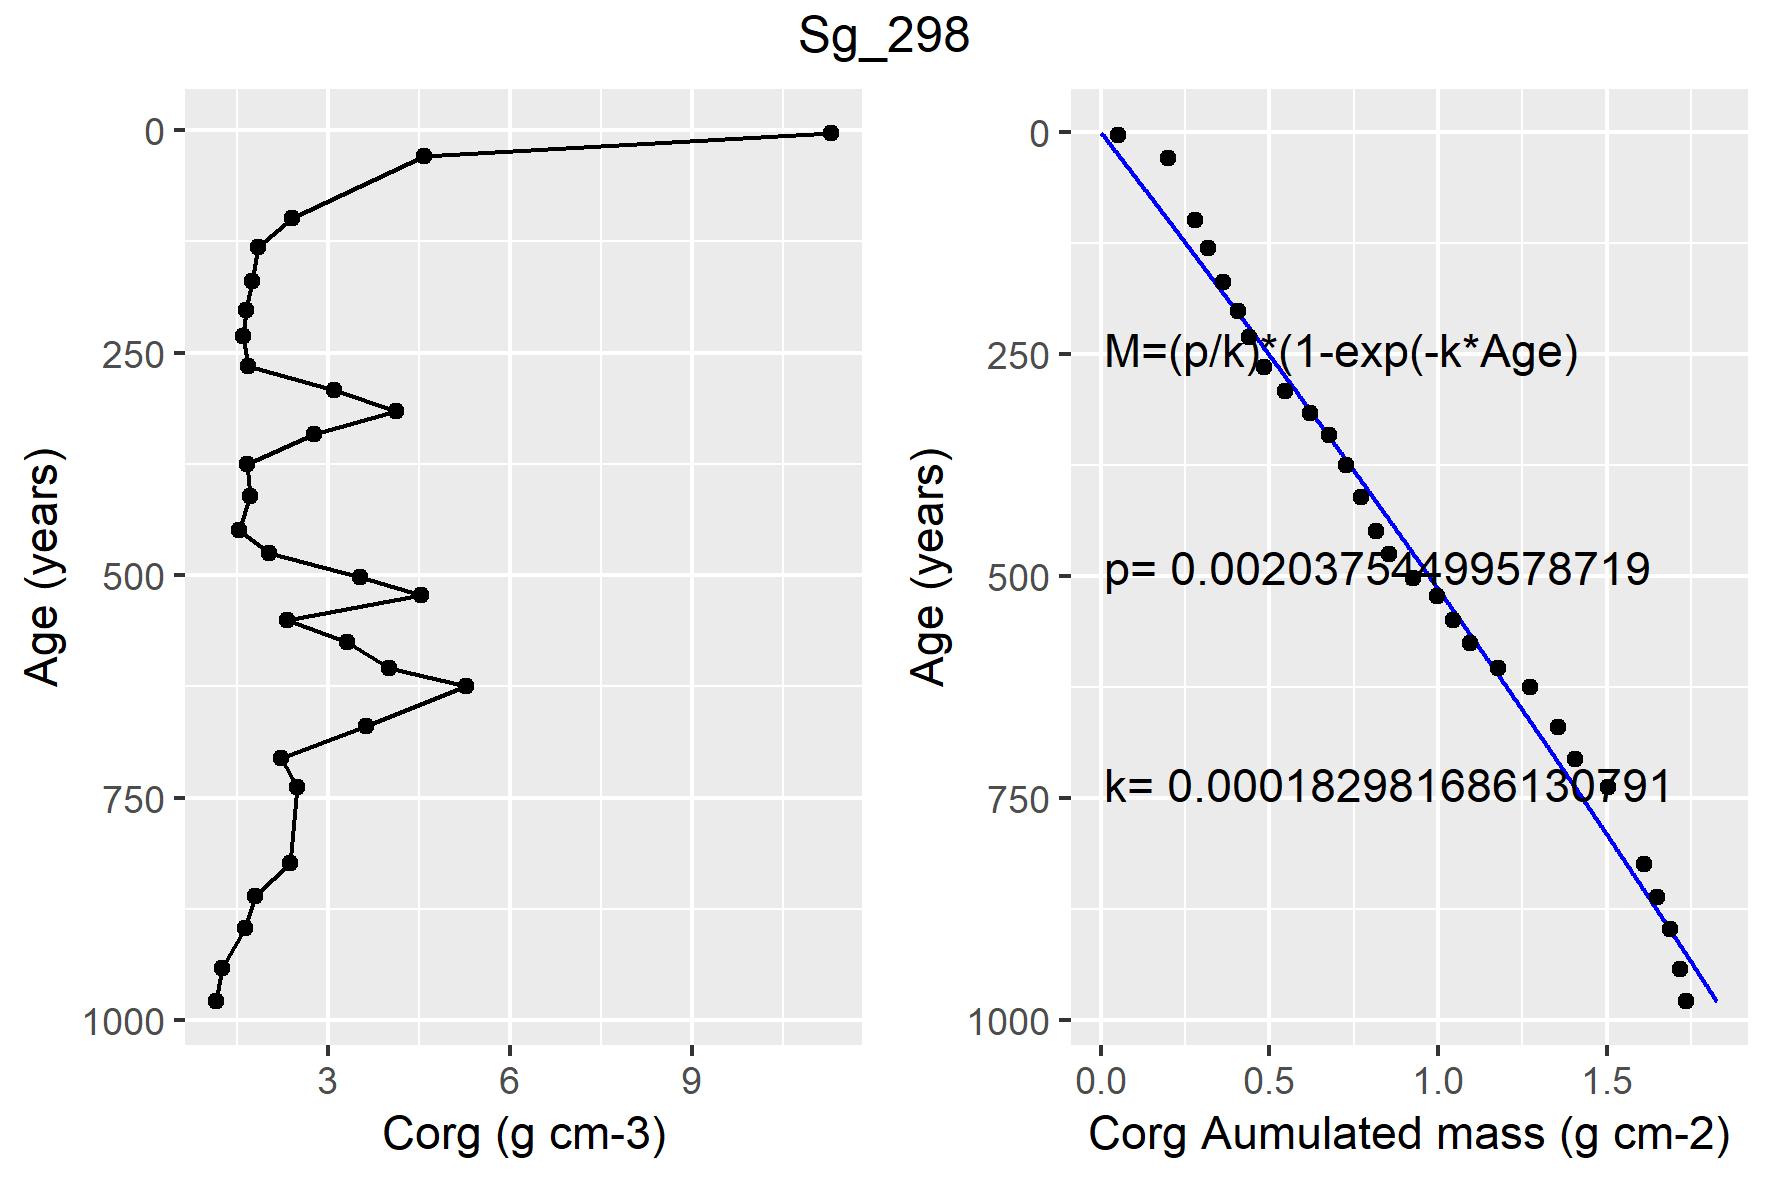 Sg_298
0
250
500
750
1000
Age (years)
3
6
9
Corg (g cm-3)
0
250
500
750
1000
Age (years)
M=(p/k)*(1-exp(-k*Age)
p= 0.00203754499578719
k= 0.000182981686130791
0.0
0.5
1.0
1.5
Corg Aumulated mass (g cm-2)